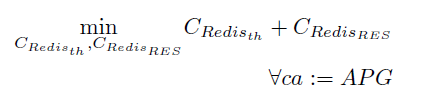 min C_{Redis_{th}} + C_{Redis_{RES}}
C_{Redis_{th}}, C_{Redis_{RES}}
∀ca := APG